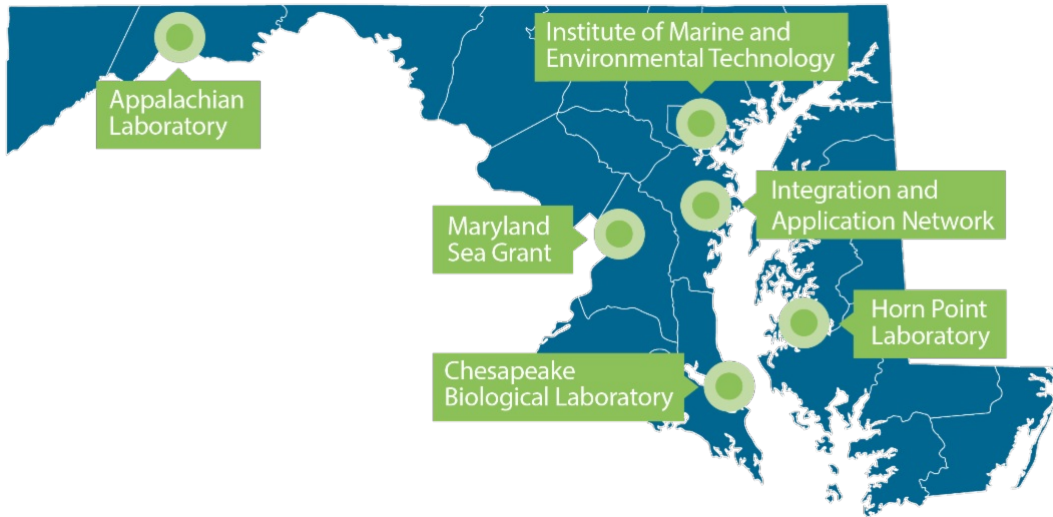 Institute of Marine and
Environmental Technology
Appalachian
Laboratory
Integration and
Application Network
Maryland
Sea Grant
Horn Point
Laboratory
Chesapeake
Biological Laboratory